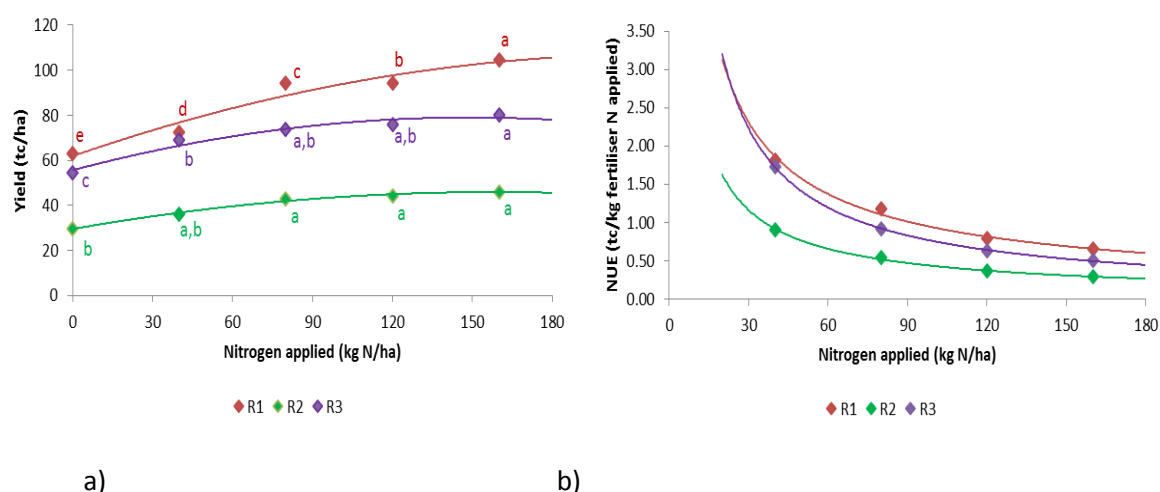 120
100
80
60
40
20
0
Yield (tc/ha)
e
d
c
b
a
c
b
a,b
a,b
a
b
a,b
a
a
a
0 30 60 90 120 150 180
Nitrogen applied (kg N/ha)
R1 R2 R3
a)
3.50
3.00
2.50
2.00
1.50
1.00
0.50
0.00
NUE (tc/kg fertiliser N applied)
0 30 60 90 120 150 180
Nitrogen applied (kg N/ha)
R1 R2 R3
b)